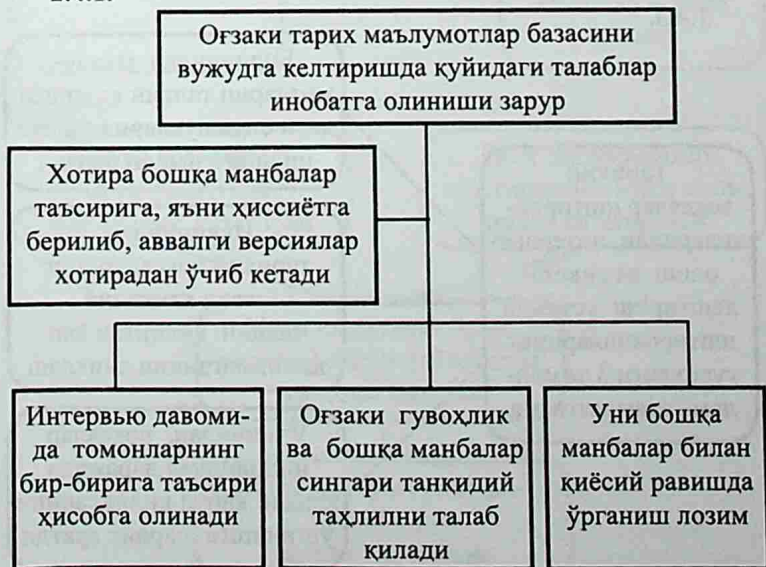 Оғзаки тарих маълумотлар базасини
вужудга келтиришда қуйидаги талаблар
инобатга олиниши зарур
Хотира бошқа манбалар
таъсирига, яъни ҳиссиётга
берилиб, аввалги версиялар
хотирадан ўчиб кетади
Интервью давоми-
да томонларнинг
бир-бирига таъсири
ҳисобга олинади
Оғзаки гувоҳлик
ва бошқа манбалар
сингари танқидий
таҳлилни талаб
қилади
Уни бошқа
манбалар билан
қиёсий равишда
ўрганиш лозим